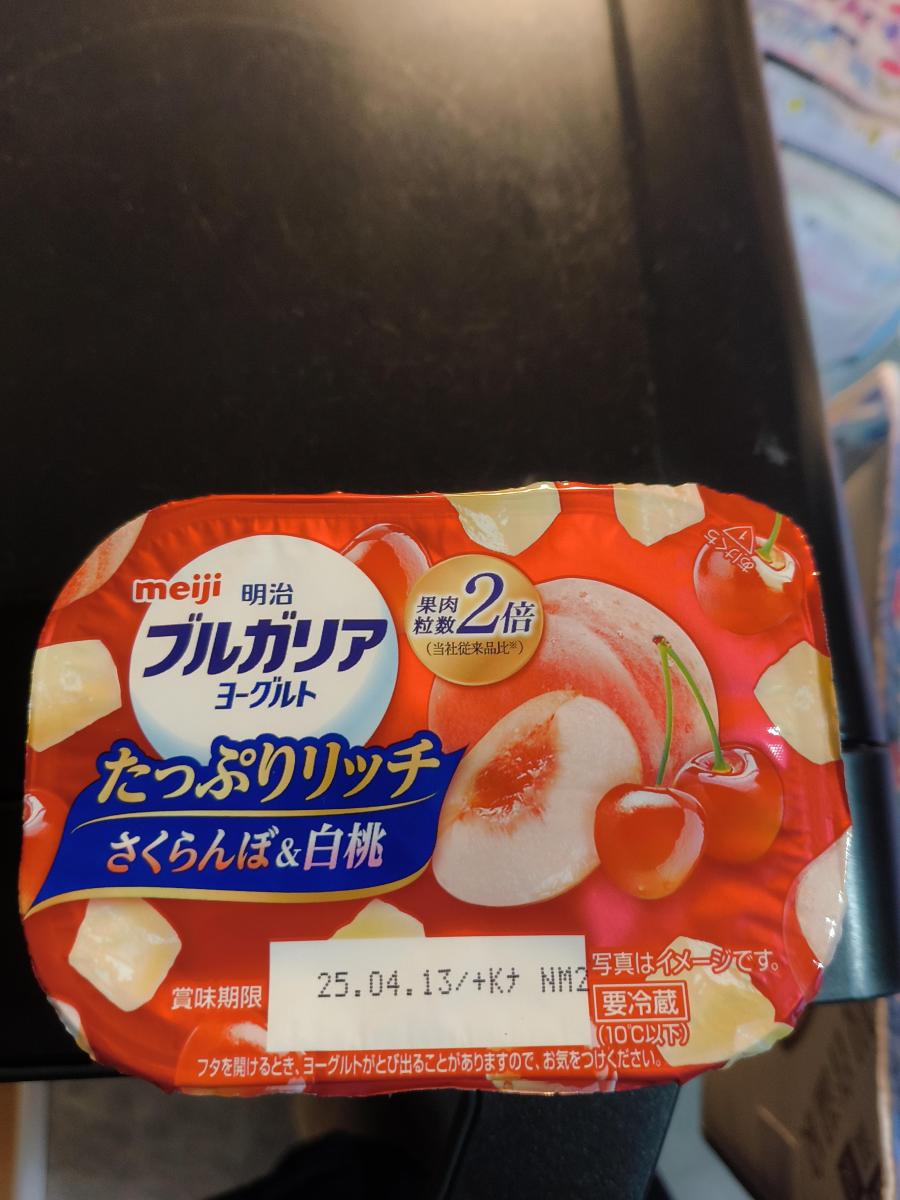 meiji 明治
ブルガリア
ヨーグルト
果肉
粒数2倍
(当社従来品比※)
あけくち
たっぷりリッチ
さくらんぼ&白桃
賞味期限
25.04.13/+Kナ NM2
写真はイメージです。
要冷蔵
(10℃以下)
フタを開けるとき、ヨーグルトがとび出ることがありますので、お気をつけください。